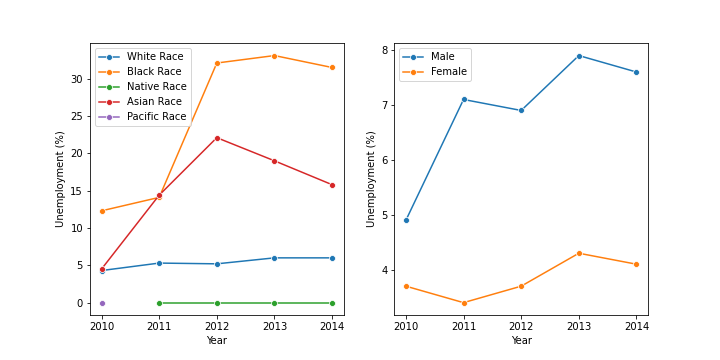 White Race
Black Race
Native Race
Asian Race
Pacific Race
Unemployment (%)
30
25
20
15
10
5
0
2010 2011 2012 2013 2014
Year
Male
Female
Unemployment (%)
8
7
6
5
4
2010 2011 2012 2013 2014
Year